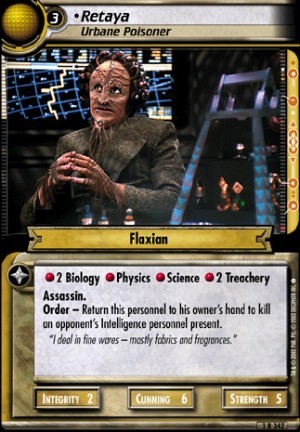 3
•Retaya
Urbane Poisoner
Flaxian
2 Biology Physics Science 2 Treachery
Assassin.
Order – Return this personnel to his owner's hand to kill
an opponent's Intelligence personnel present.
"I deal in fine wares – mostly fabrics and fragrances."
INTEGRITY 2 CUNNING 6 STRENGTH 5